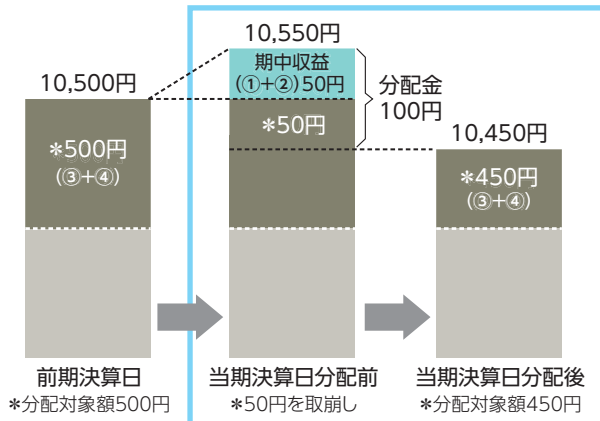 10,500円
*500円
(③+④)
前期決算日
*分配対象額500円
10,550円
期中収益
(①+②)50円
*50円
分配金
100円
当期決算日分配前
*50円を取崩し
10,450円
*450円
(③+④)
当期決算日分配後
*分配対象額450円